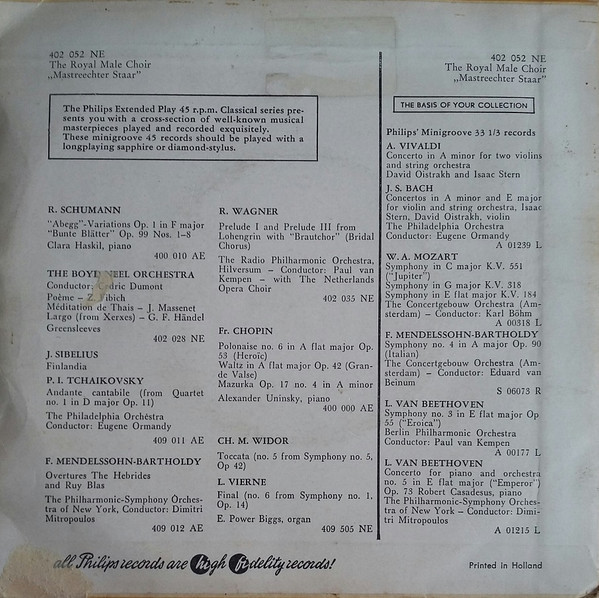 402 052 NE
The Royal Male Choir
„Mastreechter Staar”
The Philips Extended Play 45 r.p.m. Classical series pre-
sents you with a cross-section of well-known musical
masterpieces played and recorded exquisitely.
These minigroove 45 records should be played with a
longplaying sapphire or diamond-stylus.
R. SCHUMANN
"Abegg"-Variations Op. 1 in F major
"Bunte Blätter" Op. 99 Nos. 1–8
Clara Haskil, piano
400 010 AE
THE BOYD NEEL ORCHESTRA
Conductor: Cedric Dumont
Poème – Z. Fibich
Méditation de Thais – J. Massenet
Largo (from Xerxes) – G. F. Händel
Greensleeves
402 028 NE
J. SIBELIUS
Finlandia
P. I. TCHAIKOVSKY
Andante cantabile (from Quartet
no. 1 in D major Op. 11)
The Philadelphia Orchestra
Conductor: Eugene Ormandy
409 011 AE
F. MENDELSSOHN-BARTHOLDY
Overtures The Hebrides
and Ruy Blas
The Philharmonic-Symphony Orches-
tra of New York, Conductor: Dimitri
Mitropoulos
409 012 AE
R. WAGNER
Prelude I and Prelude III from
Lohengrin with "Brautchor" (Bridal
Chorus)
The Radio Philharmonic Orchestra,
Hilversum – Conductor: Paul van
Kempen – with The Netherlands
Opera Choir
402 035 NE
Fr. CHOPIN
Polonaise no. 6 in A flat major Op.
53 (Heroïc)
Waltz in A flat major Op. 42 (Gran-
de Valse)
Mazurka Op. 17 no. 4 in A minor
Alexander Uninsky, piano
400 000 AE
CH. M. WIDOR
Toccata (no. 5 from Symphony no. 5,
Op 42)
L. VIERNE
Final (no. 6 from Symphony no. 1,
Op. 14)
E. Power Biggs, organ
409 505 NE
402 052 NE
The Royal Male Choir
„Mastreechter Staar”
THE BASIS OF YOUR COLLECTION
Philips' Minigroove 33 1/3 records
A. VIVALDI
Concerto in A minor for two violins
and string orchestra
David Oistrakh and Isaac Stern
J. S. BACH
Concertos in A minor and E major
for violin and string orchestra, Isaac
Stern, David Oistrakh, violin
The Philadelphia Orchestra
Conductor: Eugene Ormandy
A 01239 L
W. A. MOZART
Symphony in C major K.V. 551
("Jupiter")
Symphony in G major K.V. 318
Symphony in E flat major K.V. 184
The Concertgebouw Orchestra (Am-
sterdam) – Conductor: Karl Böhm
A 00318 L
F. MENDELSSOHN-BARTHOLDY
Symphony no. 4 in A major Op. 90
(Italian)
The Concertgebouw Orchestra (Am-
sterdam) – Conductor: Eduard van
Beinum
S 06073 R
L. VAN BEETHOVEN
Symphony no. 3 in E flat major Op
55 ("Eroica")
Berlin Philharmonic Orchestra
Conductor: Paul van Kempen
A 00177 L
L. VAN BEETHOVEN
Concerto for piano and orchestra
no. 5 in E flat major ("Emperor")
Op. 73 Robert Casadesus, piano
The Philharmonic-Symphony Orches-
tra of New York – Conductor: Dimi-
tri Mitropoulos
A 01215 L
all Philips records are high fidelity records!
Printed in Holland